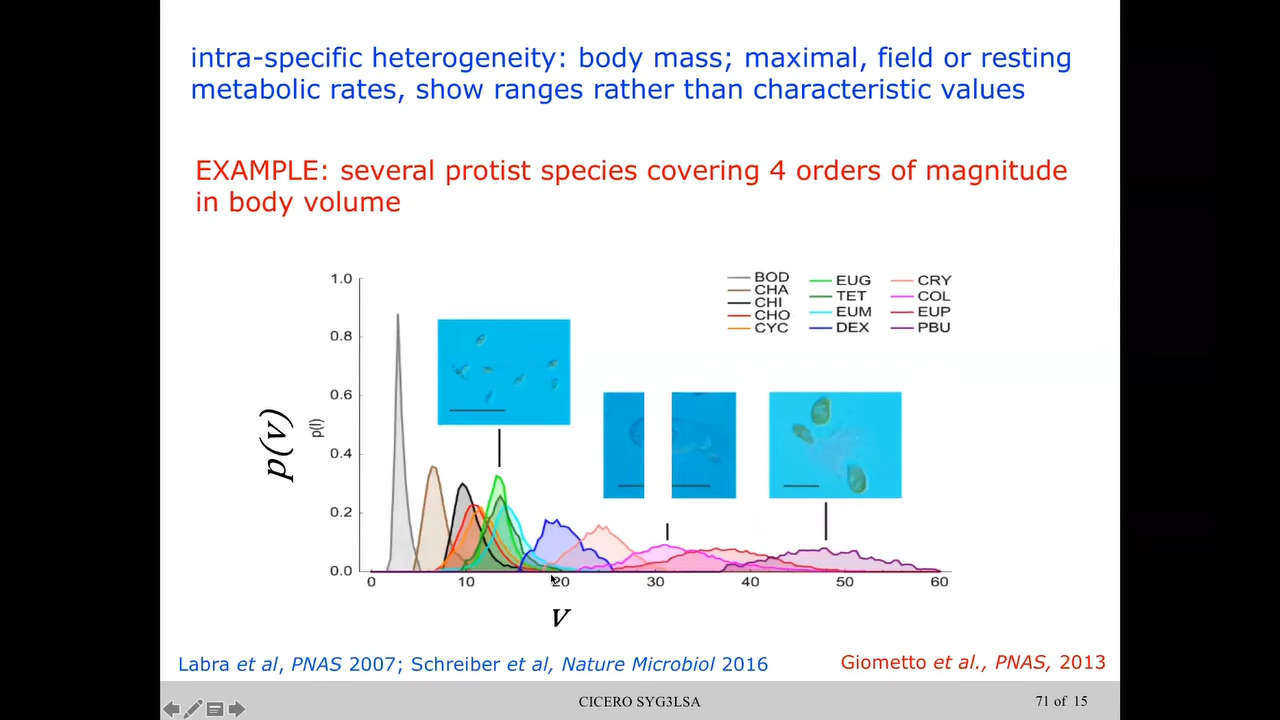 intra-specific heterogeneity: body mass; maximal, field or resting
metabolic rates, show ranges rather than characteristic values
EXAMPLE: several protist species covering 4 orders of magnitude
in body volume
1.0
0.8
0.6
0.4
0.2
0.0
p(v)
p(l)
BOD
CHA
CHI
CHO
CYC
EUG
TET
EUM
DEX
CRY
COL
EUP
PBU
0 10 20 30 40 50 60
v
Labra et al, PNAS 2007; Schreiber et al, Nature Microbiol 2016
Giometto et al., PNAS, 2013
CICERO SYG3LSA
71 of 15